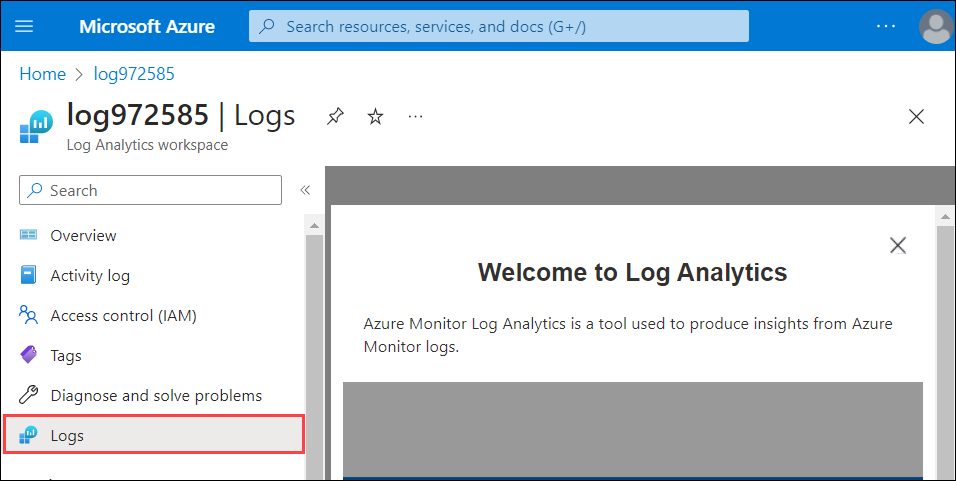 Microsoft Azure
Search resources, services, and docs (G+/)
Home > log972585
log972585 | Logs
Log Analytics workspace
Search
Overview
Activity log
Access control (IAM)
Tags
Diagnose and solve problems
Logs
Welcome to Log Analytics
Azure Monitor Log Analytics is a tool used to produce insights from Azure
Monitor logs.